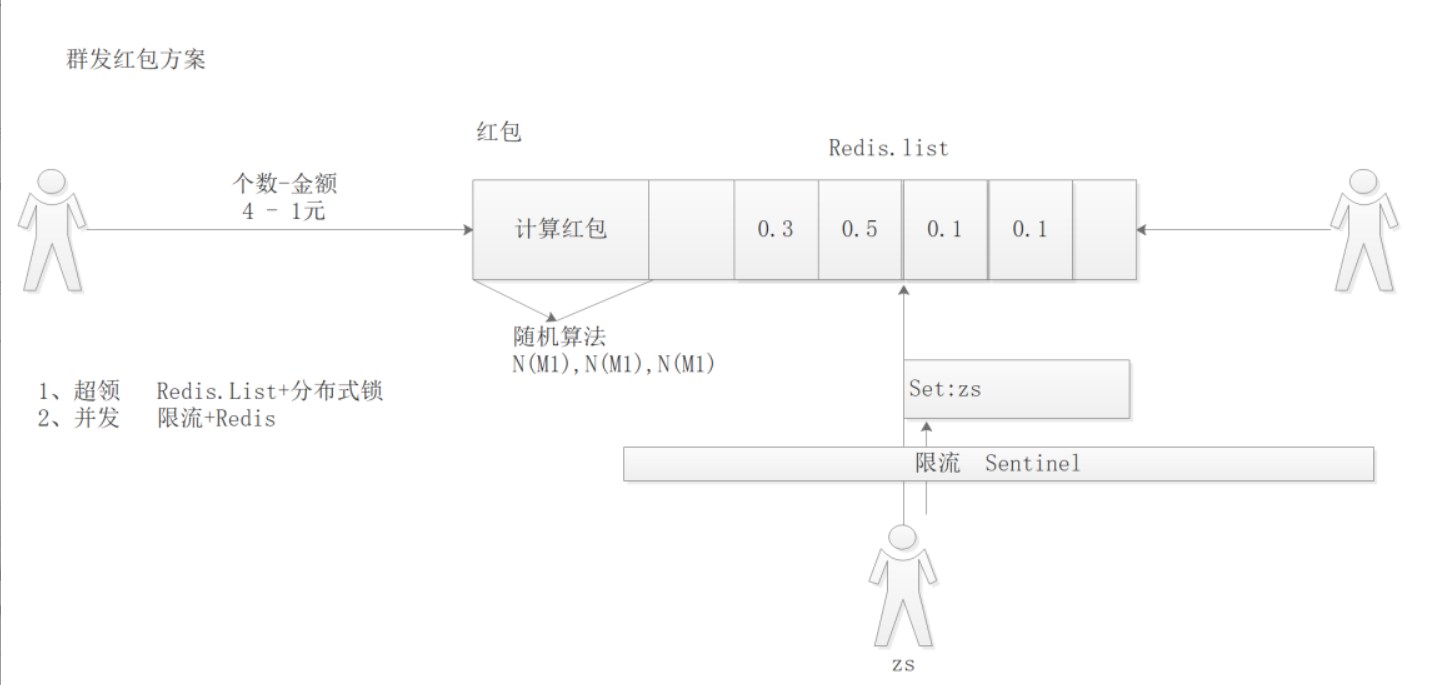 群发红包方案
红包
Redis.list
个数-金额
4 - 1元
计算红包
0.3
0.5
0.1
0.1
随机算法
N(M1),N(M1),N(M1)
1、超领 Redis.List+分布式锁
2、并发 限流+Redis
Set:zs
限流 Sentinel
zs